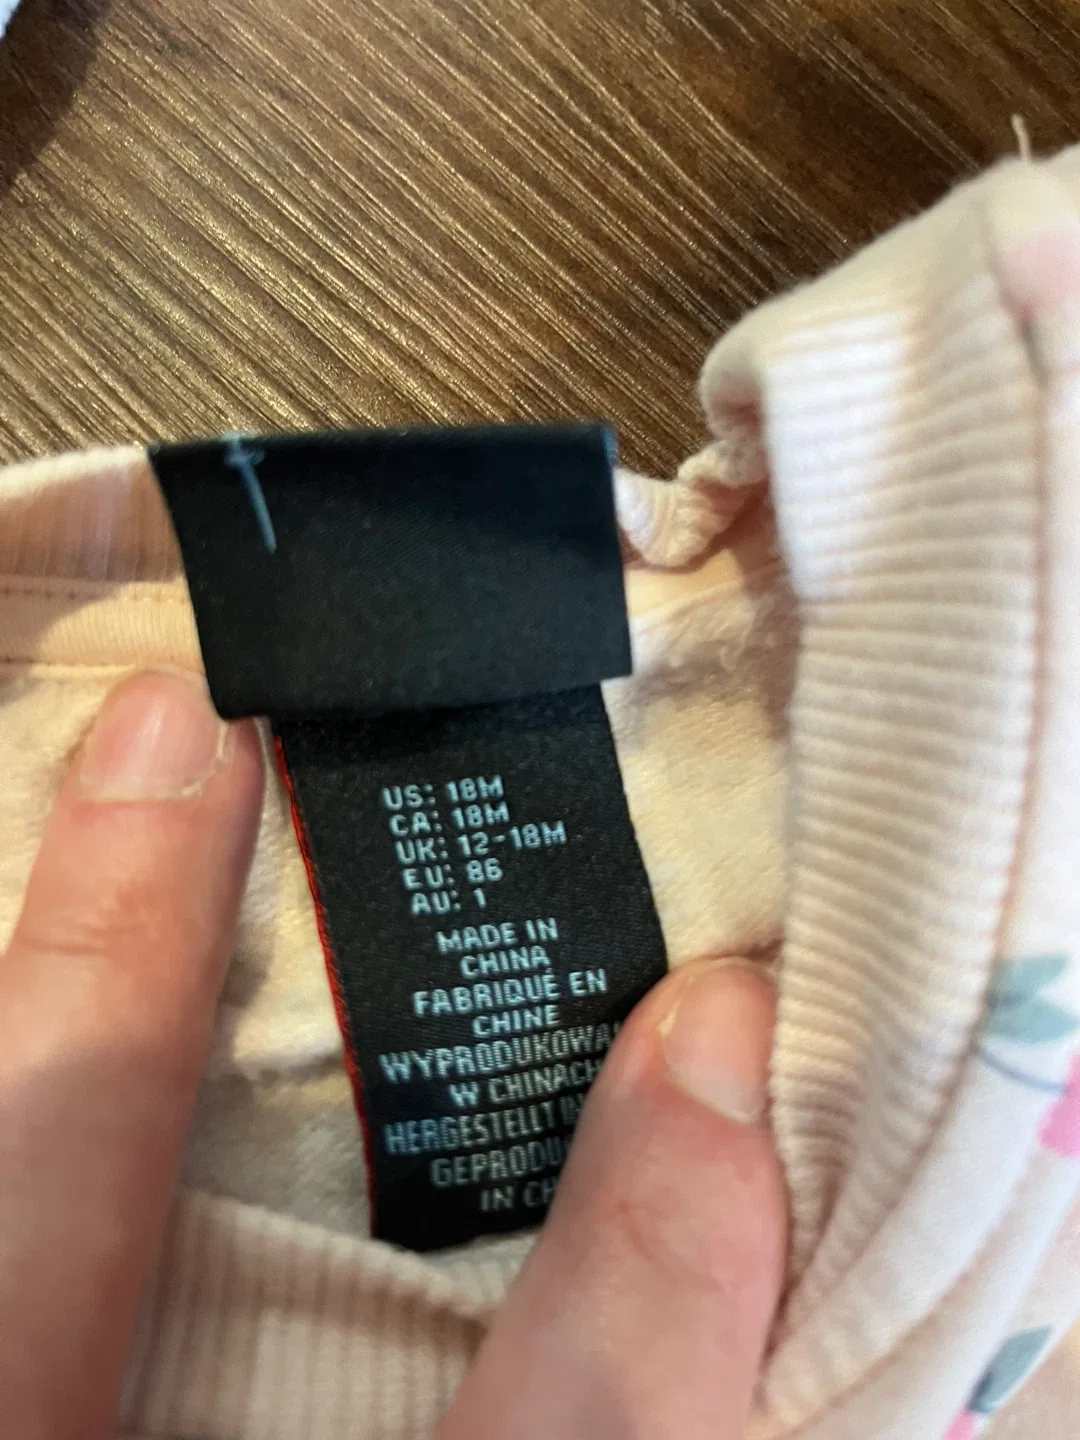 US: 18M
CA: 18M
UK: 12-18M
EU: 86
AU: 1
MADE IN
CHINA
FABRIQUÉ EN
CHINE
W CHINACH
HERGESTELLT
IN